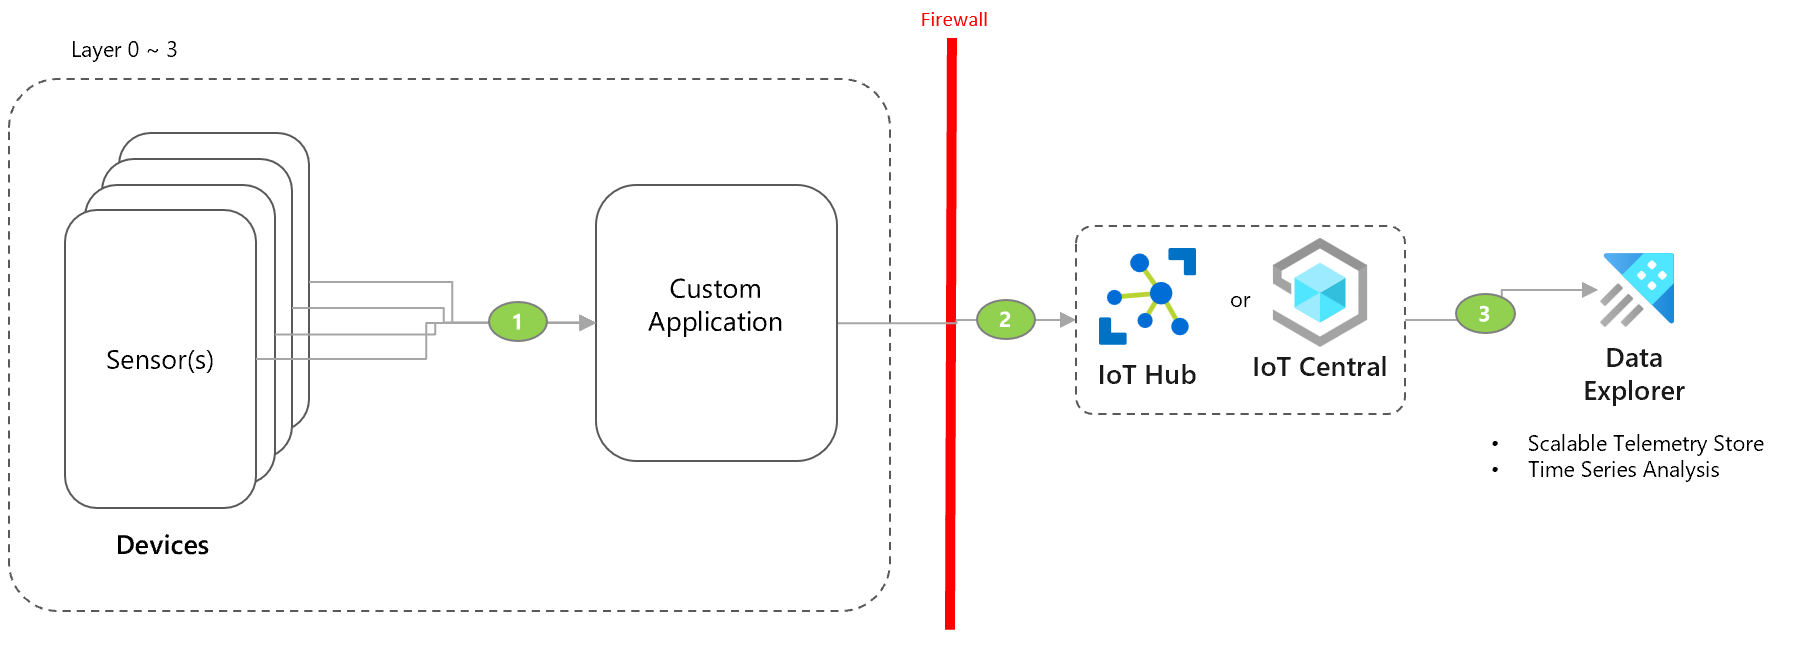 Firewall
Layer 0 ~ 3
Sensor(s)
Devices
1
Custom
Application
2
IoT Hub
or
IoT Central
3
Data
Explorer
• Scalable Telemetry Store
• Time Series Analysis